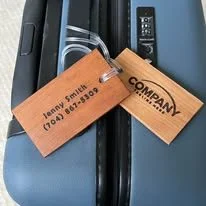 Jenny Smith
(704) 867-5309
COMPANY